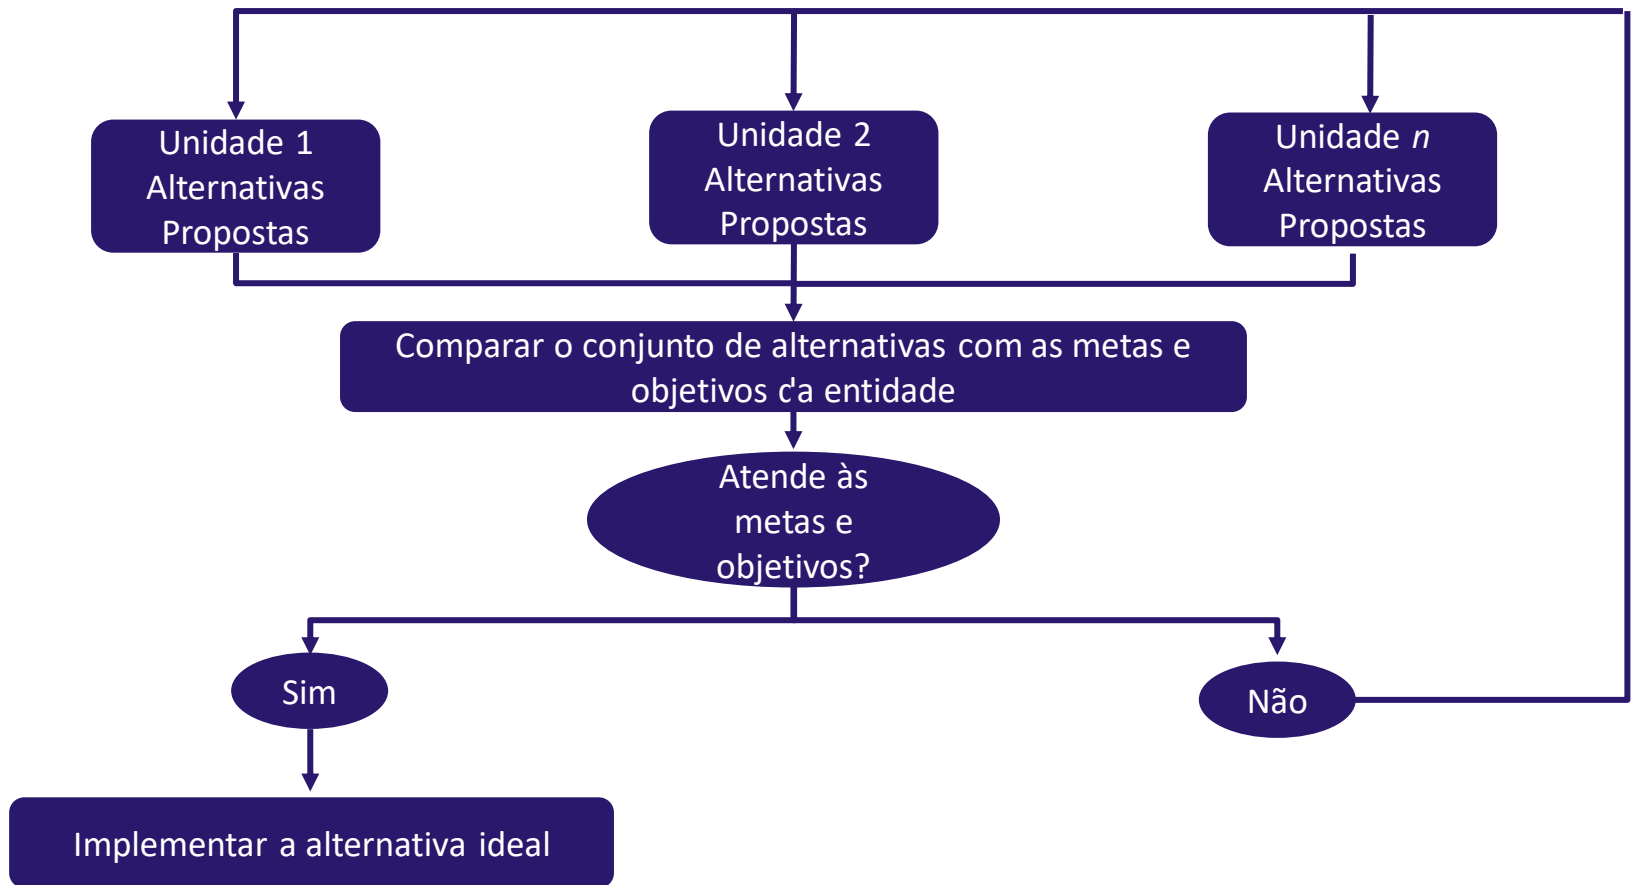 Unidade 1
Alternativas
Propostas
Unidade 2
Alternativas
Propostas
Unidade n
Alternativas
Propostas
Comparar o conjunto de alternativas com as metas e
objetivos da entidade
Atende às
metas e
objetivos?
Sim
Não
Implementar a alternativa ideal